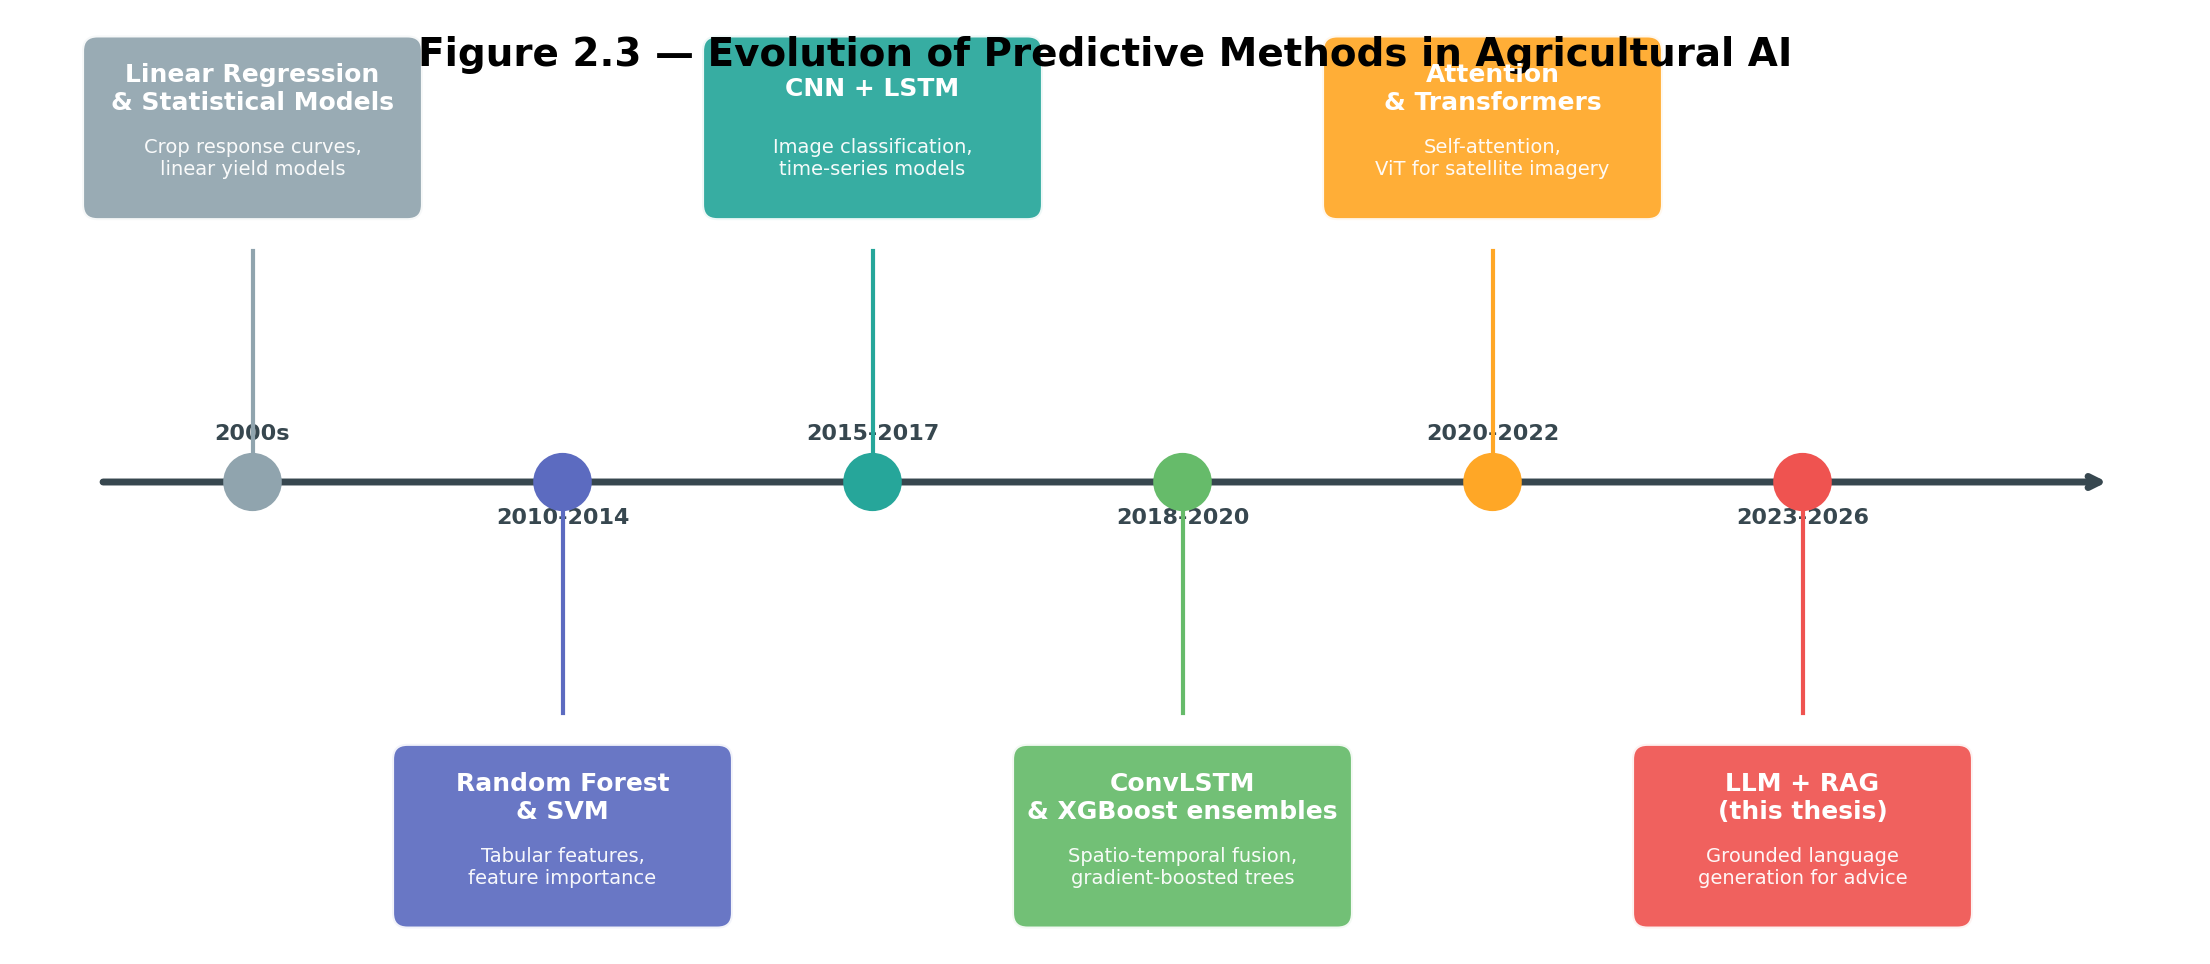 Figure 2.3 — Evolution of Predictive Methods in Agricultural AI
Linear Regression
& Statistical Models
Crop response curves,
linear yield models
CNN + LSTM
Image classification,
time-series models
Attention
& Transformers
Self-attention,
ViT for satellite imagery
2000s
2015-2017
2020-2022
2010-2014
2018-2020
2023-2026
Random Forest
& SVM
Tabular features,
feature importance
ConvLSTM
& XGBoost ensembles
Spatio-temporal fusion,
gradient-boosted trees
LLM + RAG
(this thesis)
Grounded language
generation for advice